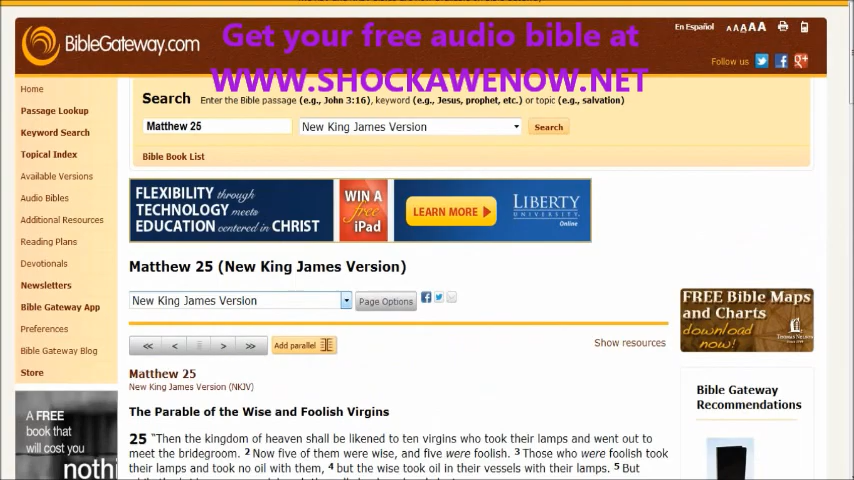 Get your free audio bible at
WWW.SHOCKAWENOW.NET
BibleGateway.com
En Español
A A A A A
Follow us
Home
Passage Lookup
Keyword Search
Topical Index
Available Versions
Audio Bibles
Additional Resources
Reading Plans
Devotionals
Newsletters
Bible Gateway App
Preferences
Bible Gateway Blog
Store
A FREE
book that
will cost
you
nothi
Search Enter the Bible passage (e.g., John 3:16), keyword (e.g., Jesus, prophet, etc.) or topic (e.g., salvation)
Matthew 25 New King James Version Search
Bible Book List
FLEXIBILITY through
TECHNOLOGY meets
EDUCATION centered in CHRIST
WIN A
free
iPad
LEARN MORE
LIBERTY
UNIVERSITY
Online
Matthew 25 (New King James Version)
New King James Version Page Options
<< < > >> Add parallel Show resources
Matthew 25
New King James Version (NKJV)
The Parable of the Wise and Foolish Virgins
25 “Then the kingdom of heaven shall be likened to ten virgins who took their lamps and went out to
meet the bridegroom. 2 Now five of them were wise, and five were foolish. 3 Those who were foolish took
their lamps and took no oil with them, 4 but the wise took oil in their vessels with their lamps. 5 But
FREE Bible Maps
and Charts
download
now!
THOMAS NELSON
Bible Gateway
Recommendations